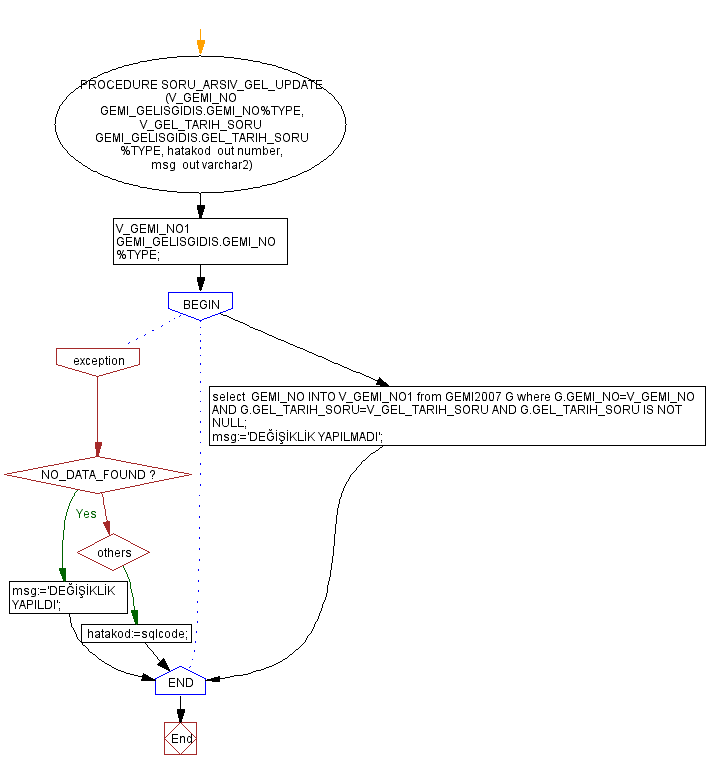 PROCEDURE SORU_ARSIV_GEL_UPDATE
(V_GEMI_NO
GEMI_GELISGIDIS.GEMI_NO%TYPE,
V_GEL_TARIH_SORU
GEMI_GELISGIDIS.GEL_TARIH_SORU
%TYPE, hatakod out number,
msg out varchar2)
V_GEMI_NO1
GEMI_GELISGIDIS.GEMI_NO
%TYPE;
BEGIN
exception
select GEMI_NO INTO V_GEMI_NO1 from GEMI2007 G where G.GEMI_NO=V_GEMI_NO
AND G.GEL_TARIH_SORU=V_GEL_TARIH_SORU AND G.GEL_TARIH_SORU IS NOT
NULL;
msg:='DEĞİŞİKLİK YAPILMADI';
NO_DATA_FOUND ?
Yes
others
msg:='DEĞİŞİKLİK
YAPILDI';
hatakod:=sqlcode;
END
End